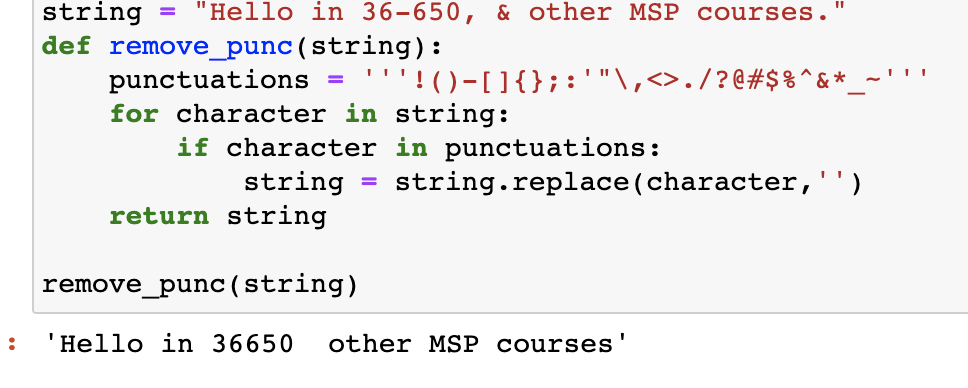 string = "Hello in 36-650, & other MSP courses."
def remove_punc(string):
    punctuations = '''!()-[]{};:'"\,<>./?@#$%^&*_~'''
    for character in string:
        if character in punctuations:
            string = string.replace(character,'')
    return string

remove_punc(string)
: 'Hello in 36650  other MSP courses'